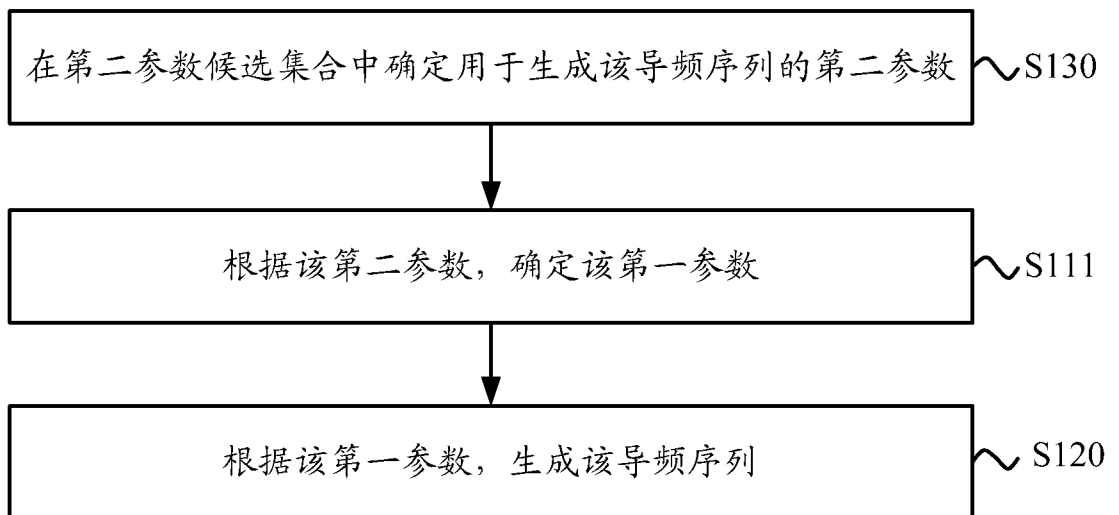 在第二参数候选集合中确定用于生成该导频序列的第二参数
S130
根据该第二参数，确定该第一参数
S111
根据该第一参数，生成该导频序列
S120